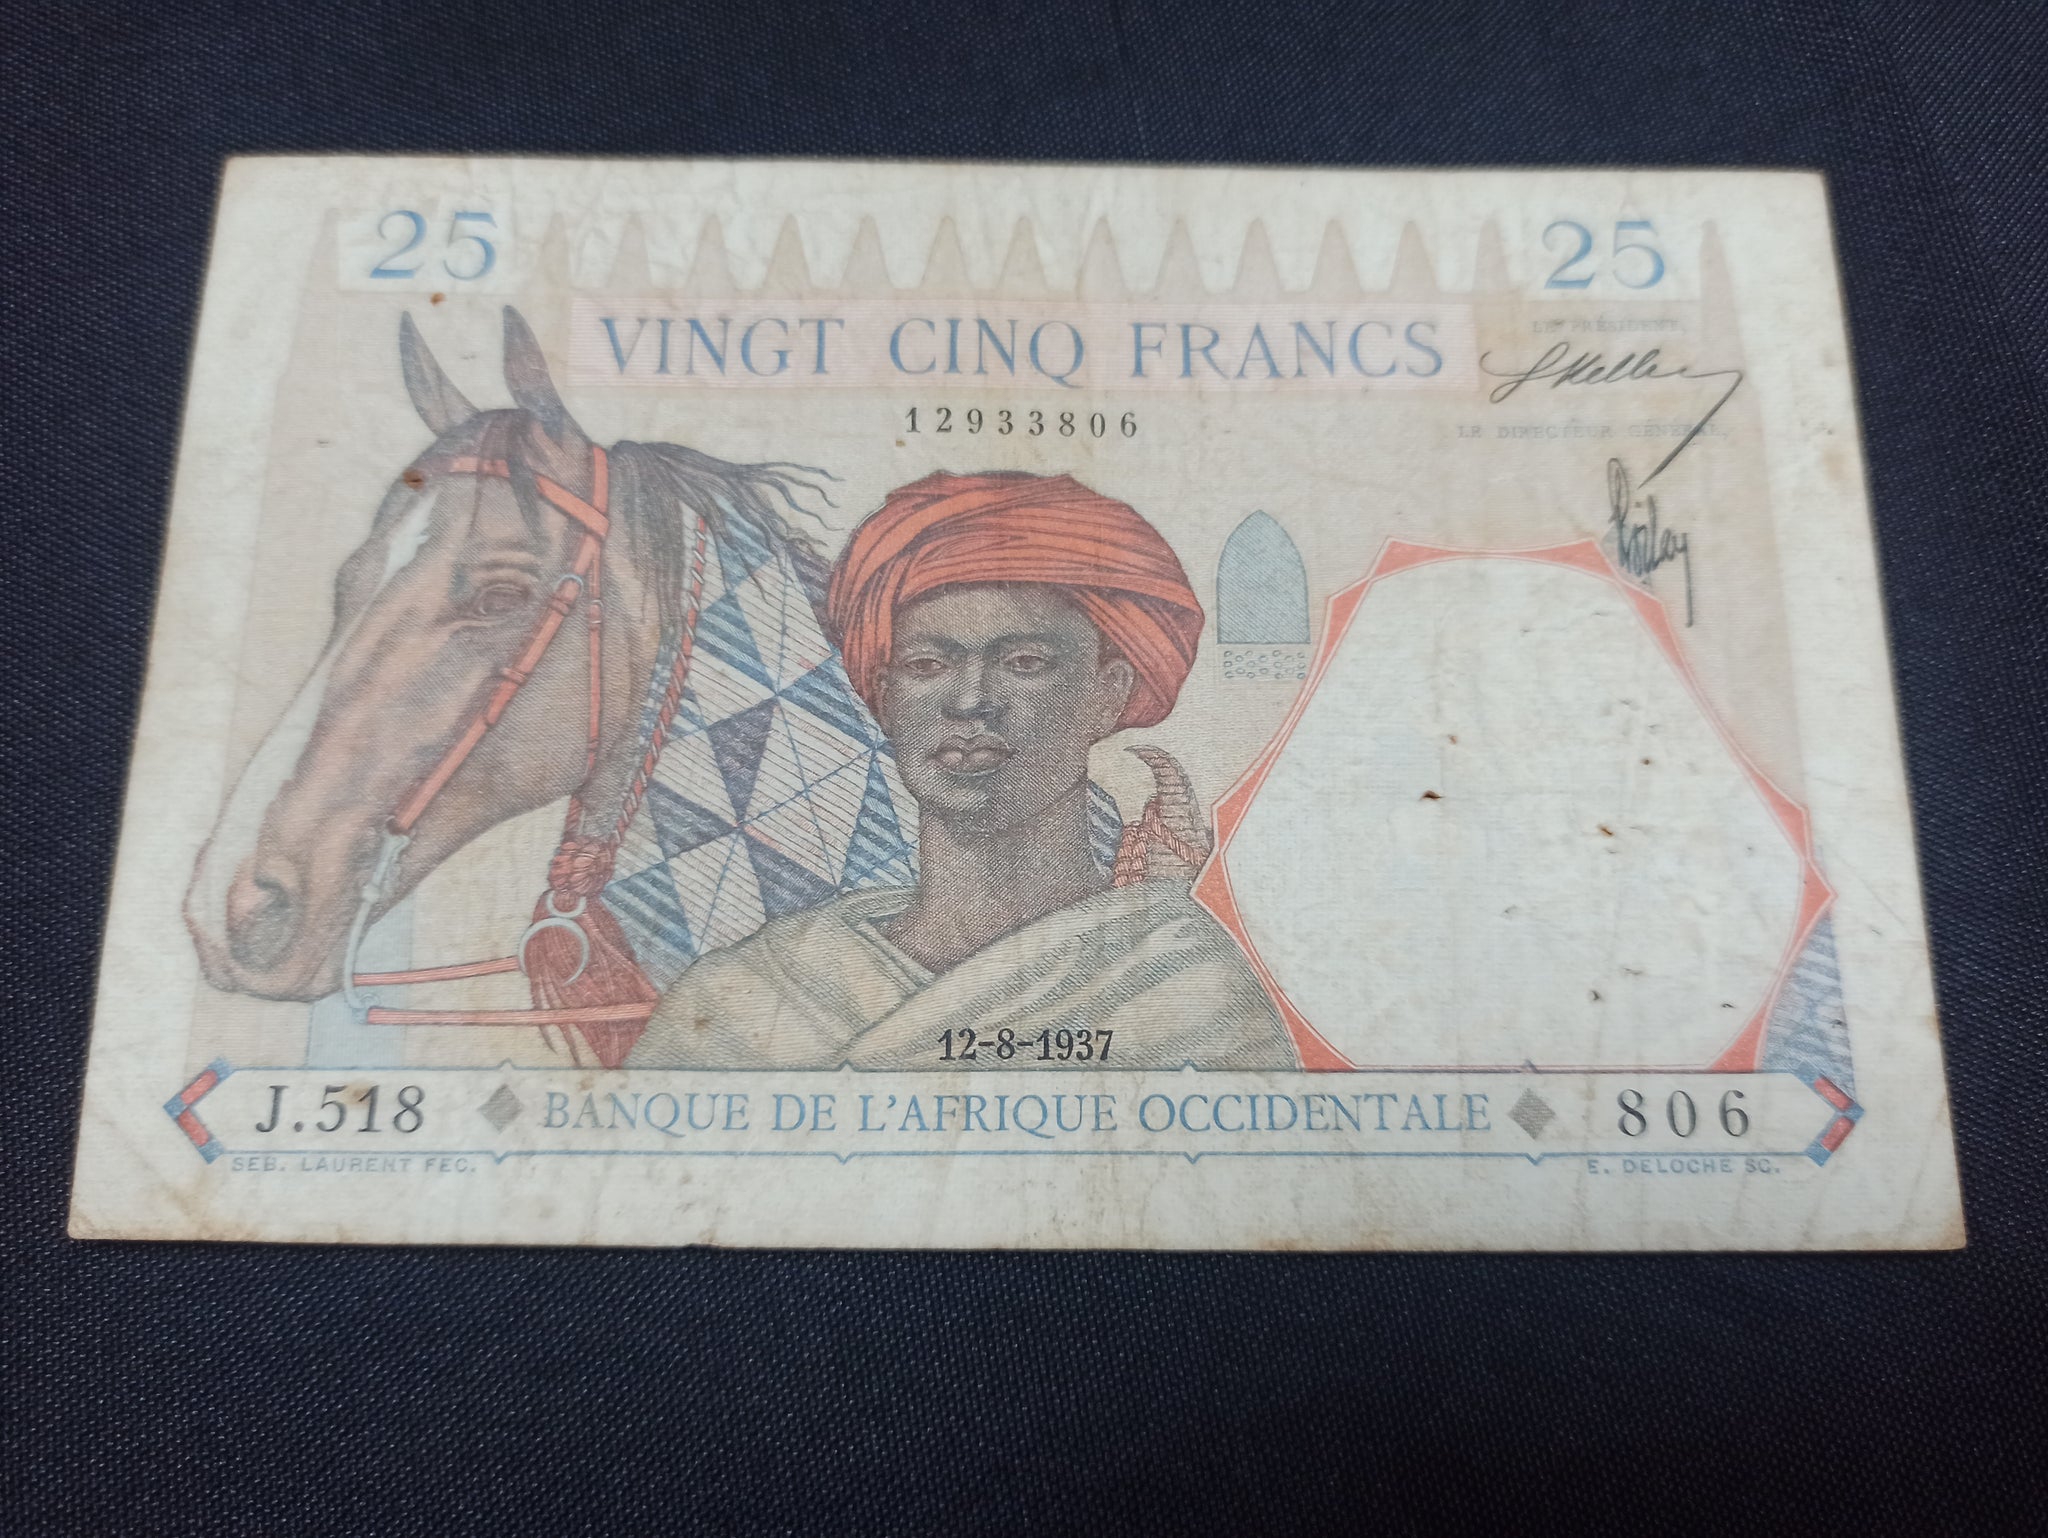 25 25
VINGT CINQ FRANCS
LE PRÉSIDENT,
12933806
LE DIRECTEUR GÉNÉRAL,
12-8-1937
J.518 BANQUE DE L'AFRIQUE OCCIDENTALE 806
SEB. LAURENT FEC. E. DELOCHE SC.